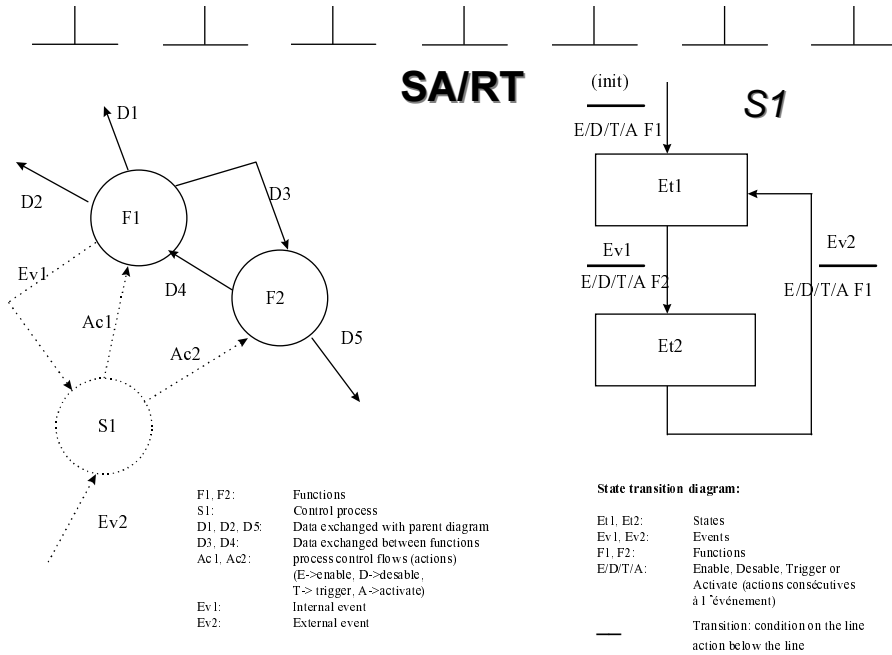 SA/RT
(init)
S1
E/D/T/A F1
D1
D2
D3
F1
Et1
Ev1
D4
F2
Ev1
E/D/T/A F2
Ev2
E/D/T/A F1
Ac1
Ac2
D5
Et2
S1
Ev2
F1, F2: Functions
S1: Control process
D1, D2, D5: Data exchanged with parent diagram
D3, D4: Data exchanged between functions
Ac1, Ac2: process control flows (actions)
(E->enable, D->desable,
T-> trigger, A->activate)
Ev1: Internal event
Ev2: External event
State transition diagram:
Et1, Et2: States
Ev1, Ev2: Events
F1, F2: Functions
E/D/T/A: Enable, Desable, Trigger or
Activate (actions consécutives
à l ˆévénement)
Transition: condition on the line
action below the line